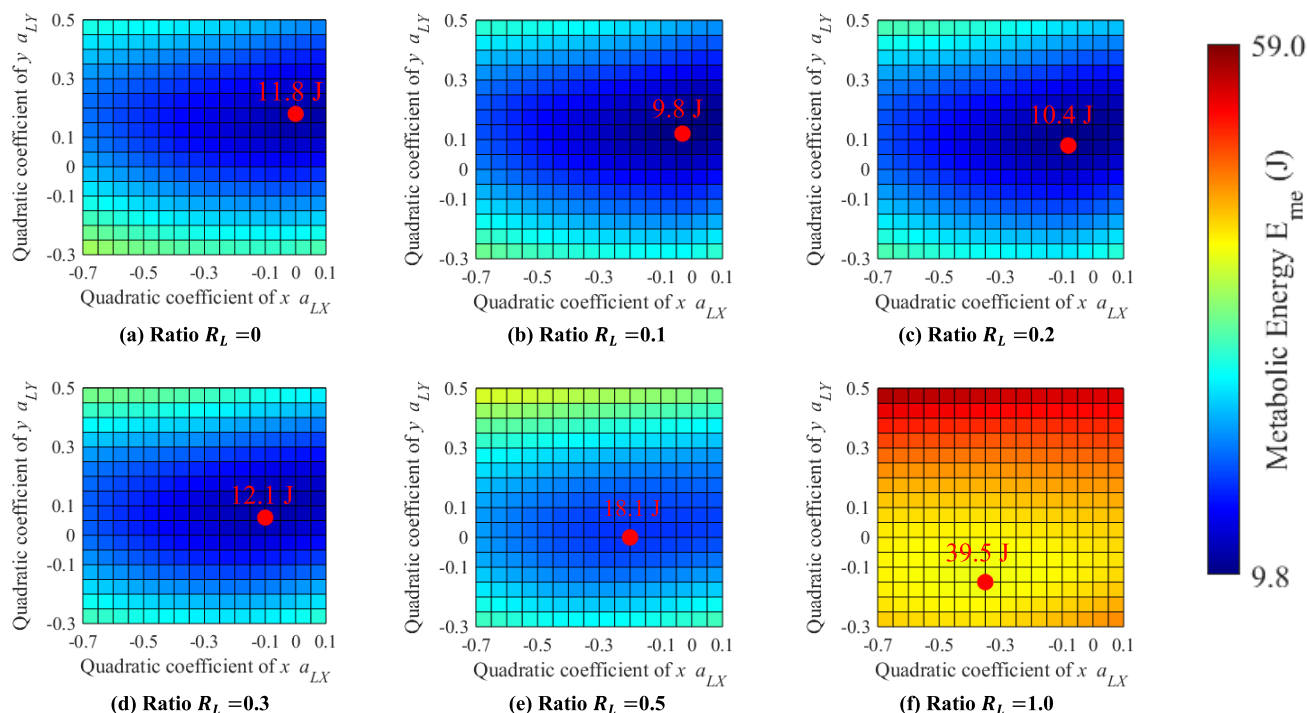 0.5
0.3
0.1
0
-0.1
-0.3
Quadratic coefficient of y a_LY
11.8 J
-0.7
-0.5
-0.3
-0.1
0
0.1
Quadratic coefficient of x a_LX
(a) Ratio R_L =0
0.5
0.3
0.1
0
-0.1
-0.3
Quadratic coefficient of y a_LY
9.8 J
-0.7
-0.5
-0.3
-0.1
0
0.1
Quadratic coefficient of x a_LX
(b) Ratio R_L =0.1
0.5
0.3
0.1
0
-0.1
-0.3
Quadratic coefficient of y a_LY
10.4 J
-0.7
-0.5
-0.3
-0.1
0
0.1
Quadratic coefficient of x a_LX
(c) Ratio R_L =0.2
0.5
0.3
0.1
0
-0.1
-0.3
Quadratic coefficient of y a_LY
12.1 J
-0.7
-0.5
-0.3
-0.1
0
0.1
Quadratic coefficient of x a_LX
(d) Ratio R_L =0.3
0.5
0.3
0.1
0
-0.1
-0.3
Quadratic coefficient of y a_LY
18.1 J
-0.7
-0.5
-0.3
-0.1
0
0.1
Quadratic coefficient of x a_LX
(e) Ratio R_L =0.5
0.5
0.3
0.1
0
-0.1
-0.3
Quadratic coefficient of y a_LY
39.5 J
-0.7
-0.5
-0.3
-0.1
0
0.1
Quadratic coefficient of x a_LX
(f) Ratio R_L =1.0
59.0
Metabolic Energy E_me (J)
9.8